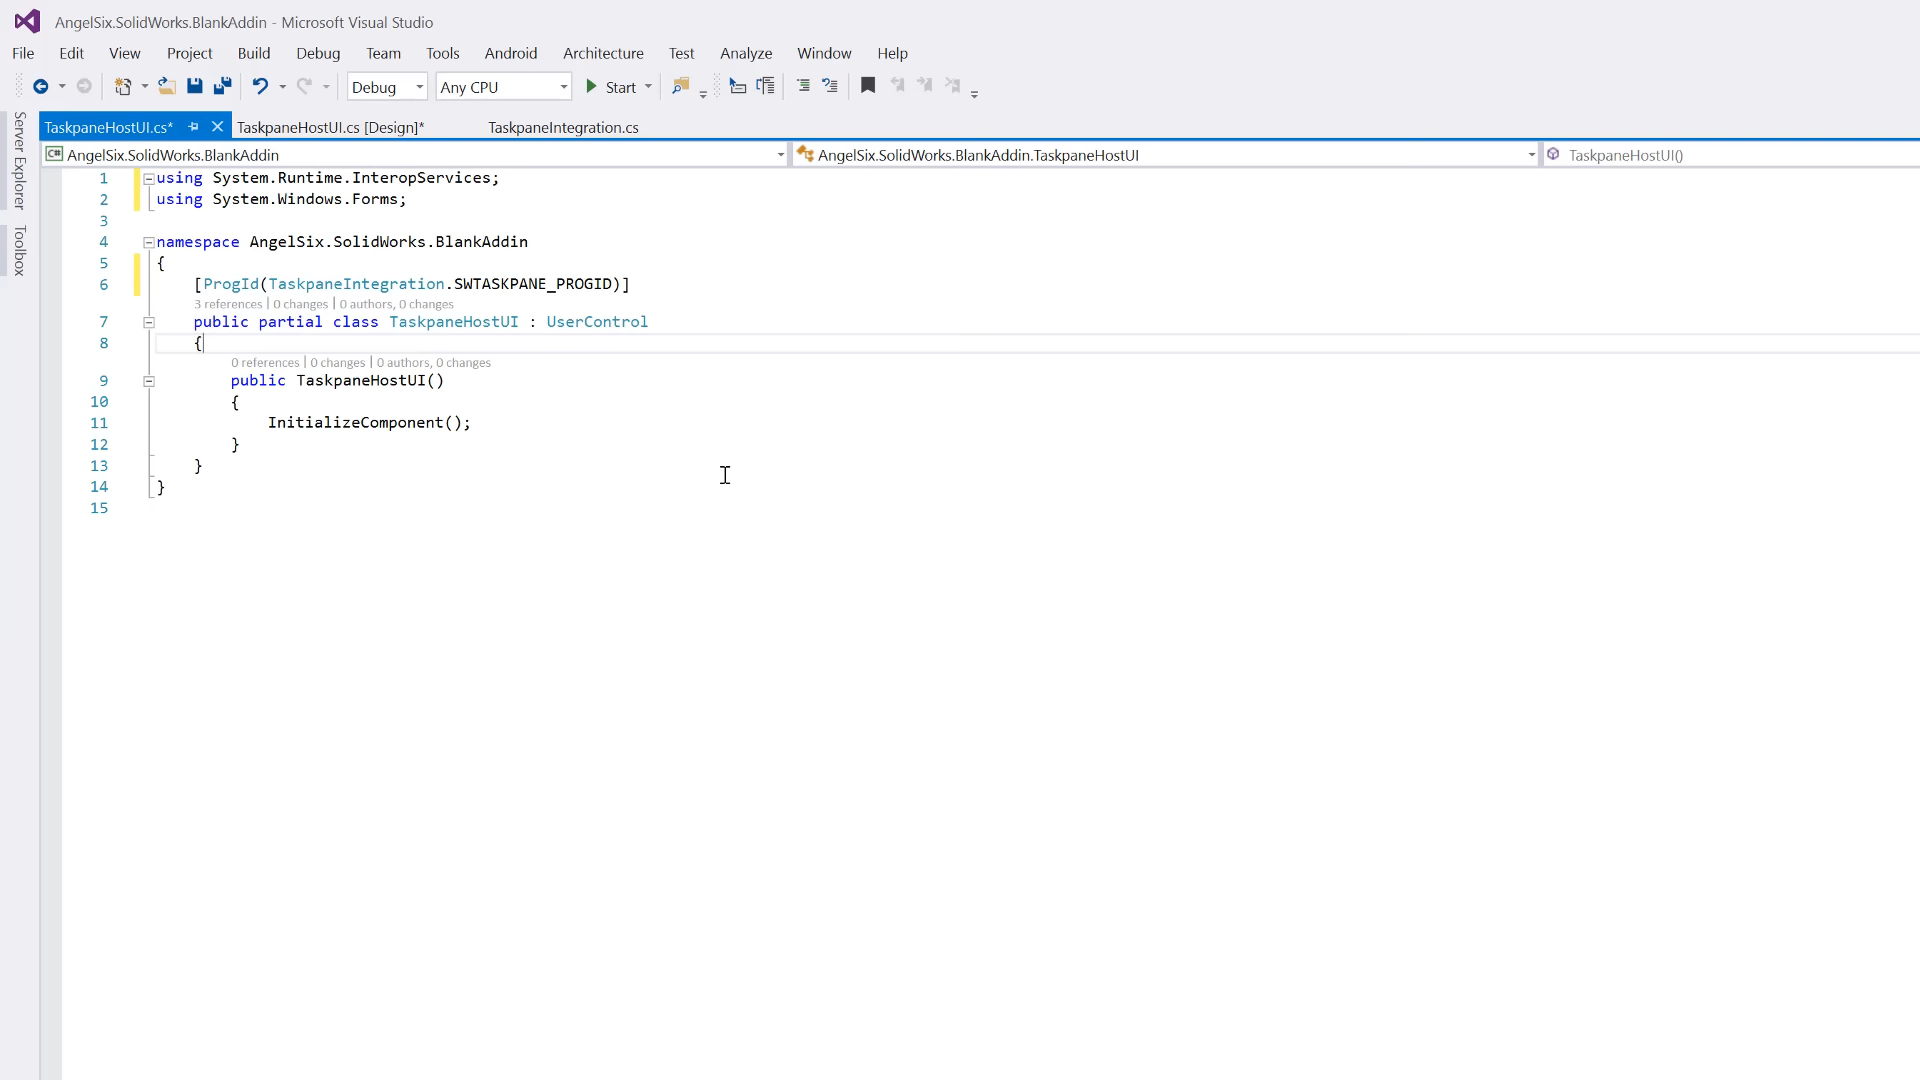 AngelSix.SolidWorks.BlankAddin - Microsoft Visual Studio
File Edit View Project Build Debug Team Tools Android Architecture Test Analyze Window Help
Debug Any CPU Start
TaskpaneHostUI.cs* TaskpaneHostUI.cs [Design]* TaskpaneIntegration.cs
C# AngelSix.SolidWorks.BlankAddin AngelSix.SolidWorks.BlankAddin.TaskpaneHostUI TaskpaneHostUI()
Server Explorer
Toolbox
1 using System.Runtime.InteropServices;
2 using System.Windows.Forms;
3
4 namespace AngelSix.SolidWorks.BlankAddin
5 {
6 [ProgId(TaskpaneIntegration.SWTASKPANE_PROGID)]
3 references | 0 changes | 0 authors, 0 changes
7 public partial class TaskpaneHostUI : UserControl
8 {
0 references | 0 changes | 0 authors, 0 changes
9 public TaskpaneHostUI()
10 {
11 InitializeComponent();
12 }
13 }
14 }
15